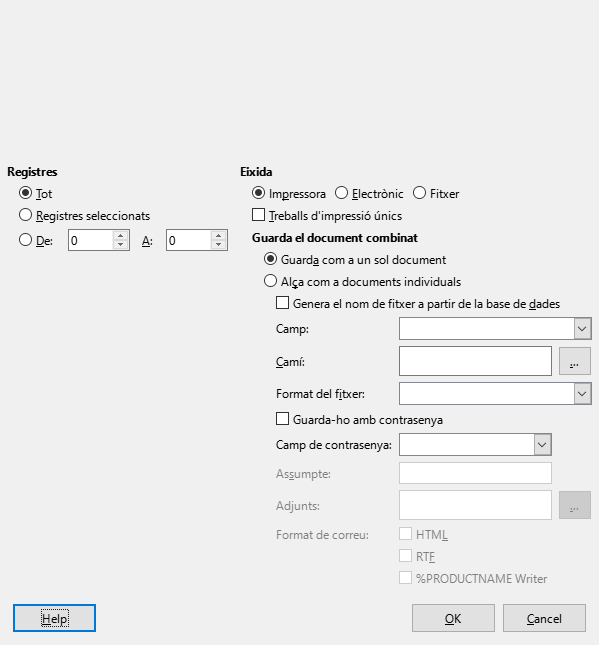 Registres
Tot
Registres seleccionats
De: 0 A: 0
Eixida
Impressora Electrònic Fitxer
Treballs d'impressió únics
Guarda el document combinat
Guarda com a un sol document
Alça com a documents individuals
Genera el nom de fitxer a partir de la base de dades
Camp:
Camí: ...
Format del fitxer:
Guarda-ho amb contrasenya
Camp de contrasenya:
Assumpte:
Adjunts: ...
Format de correu: HTML
RTF
%PRODUCTNAME Writer
Help OK Cancel